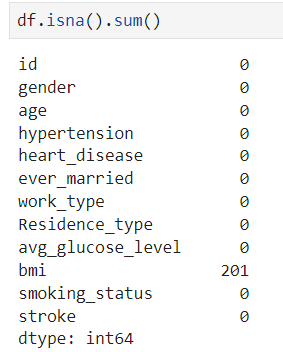 df.isna().sum()
id 0
gender 0
age 0
hypertension 0
heart_disease 0
ever_married 0
work_type 0
Residence_type 0
avg_glucose_level 0
bmi 201
smoking_status 0
stroke 0
dtype: int64